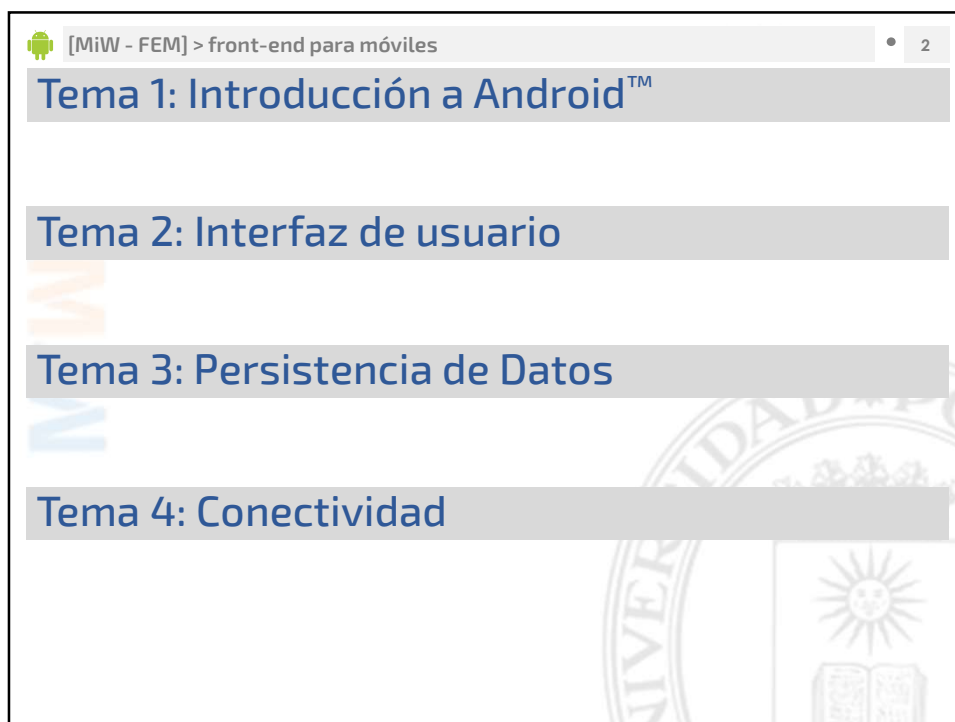 [MiW - FEM] > front-end para móviles • 2
Tema 1: Introducción a Android™
Tema 2: Interfaz de usuario
Tema 3: Persistencia de Datos
Tema 4: Conectividad